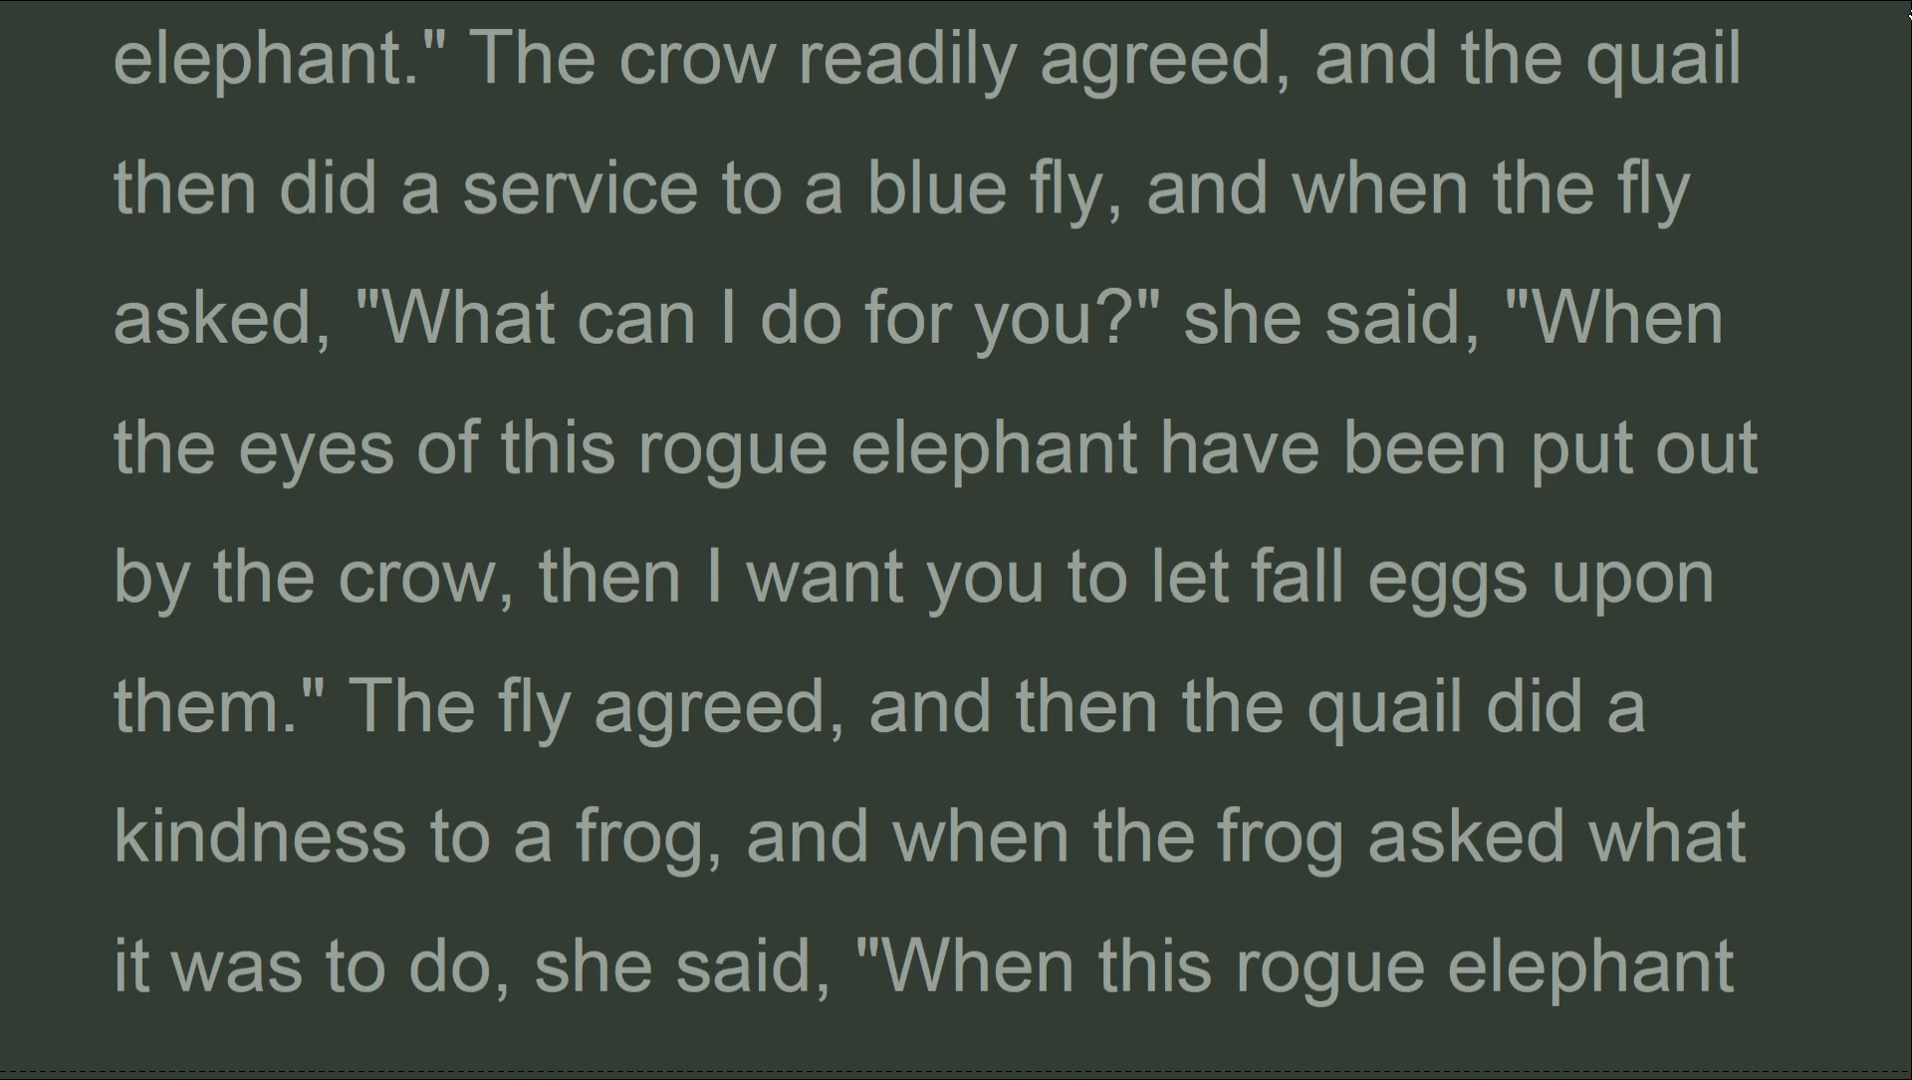 elephant." The crow readily agreed, and the quail
then did a service to a blue fly, and when the fly
asked, "What can I do for you?" she said, "When
the eyes of this rogue elephant have been put out
by the crow, then I want you to let fall eggs upon
them." The fly agreed, and then the quail did a
kindness to a frog, and when the frog asked what
it was to do, she said, "When this rogue elephant